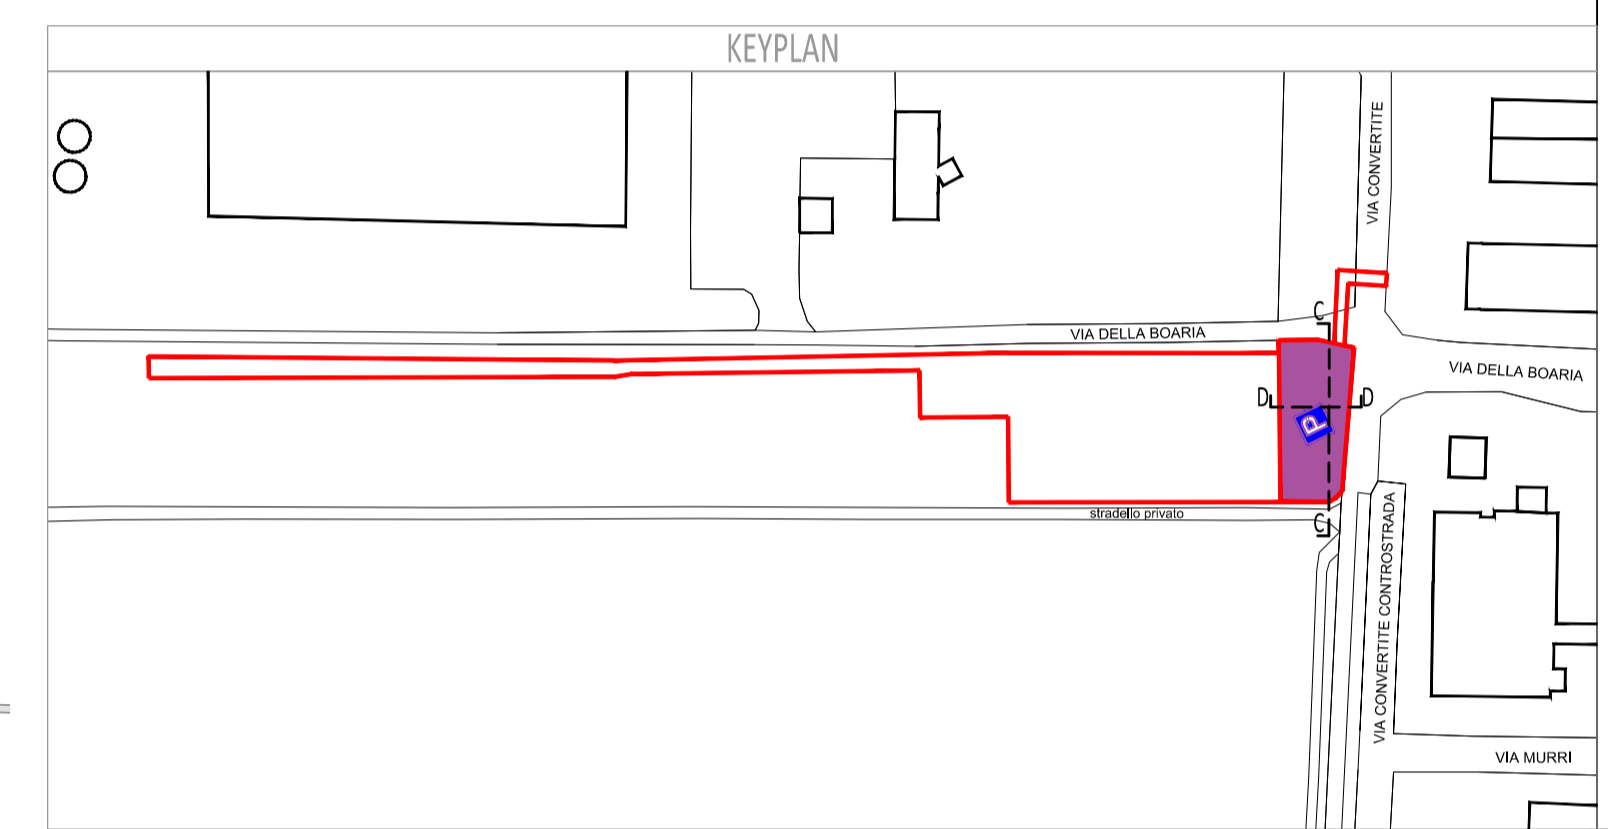 KEYPLAN
VIA CONVERTITE
C
VIA DELLA BOARIA
VIA DELLA BOARIA
D
D
P
stradello privato
C
VIA CONVERTITE CONTROSTRADA
VIA MURRI